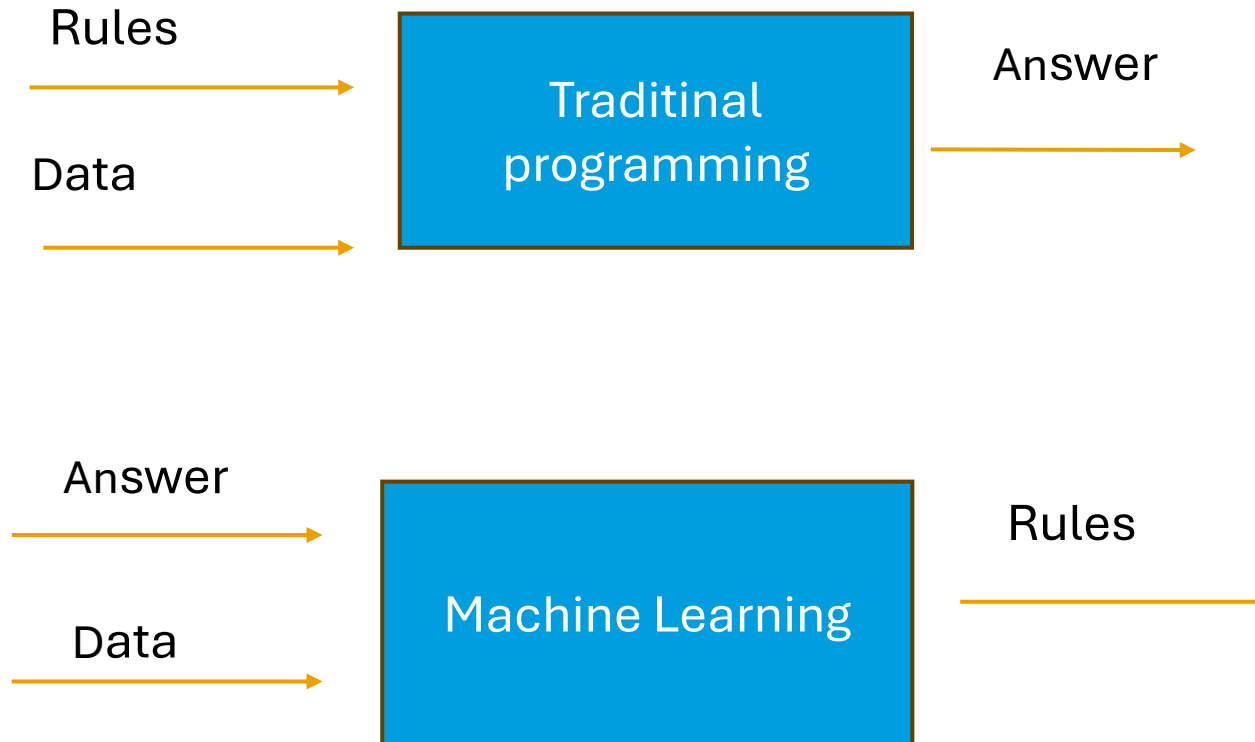 Rules
Data
Traditinal
programming
Answer
Answer
Data
Machine Learning
Rules